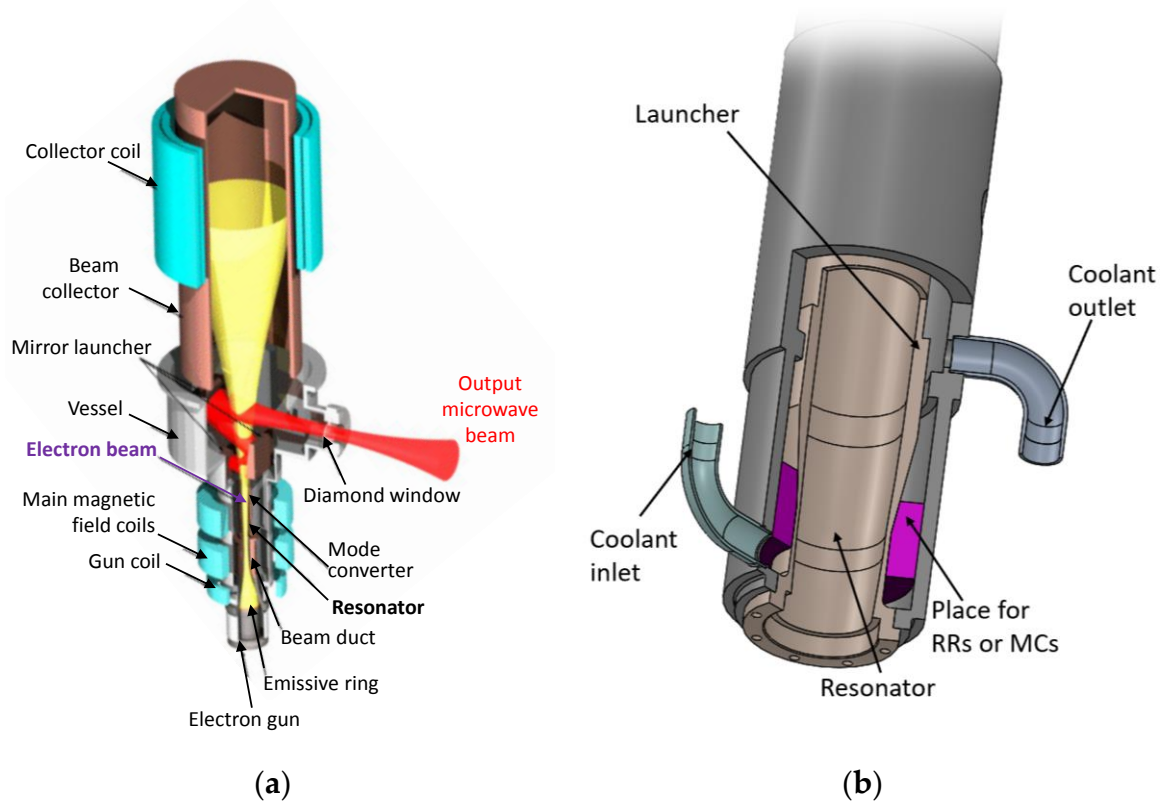 Collector coil
Beam
collector
Mirror launcher
Vessel
Electron beam
Main magnetic
field coils
Gun coil
Output
microwave
beam
Diamond window
Mode
converter
Resonator
Beam duct
Emissive ring
Electron gun
(a)
Launcher
Coolant
outlet
Coolant
inlet
Place for
RRs or MCs
Resonator
(b)